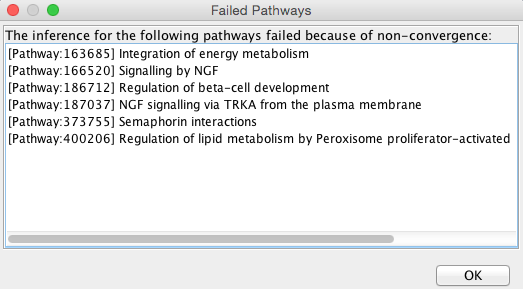 Failed Pathways
The inference for the following pathways failed because of non-convergence:
[Pathway:163685] Integration of energy metabolism
[Pathway:166520] Signalling by NGF
[Pathway:186712] Regulation of beta-cell development
[Pathway:187037] NGF signalling via TRKA from the plasma membrane
[Pathway:373755] Semaphorin interactions
[Pathway:400206] Regulation of lipid metabolism by Peroxisome proliferator-activated
OK